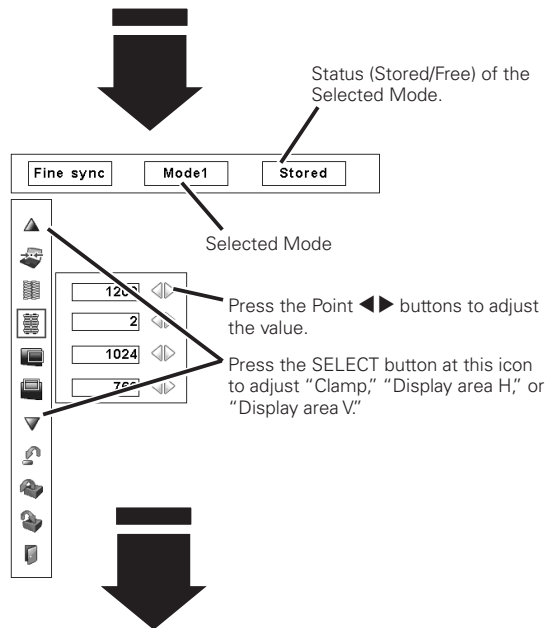 Status (Stored/Free) of the
Selected Mode.
Fine sync Mode1 Stored
Selected Mode
2
1024
Press the Point ◀▶ buttons to adjust
the value.
Press the SELECT button at this icon
to adjust “Clamp,” “Display area H,” or
“Display area V.”